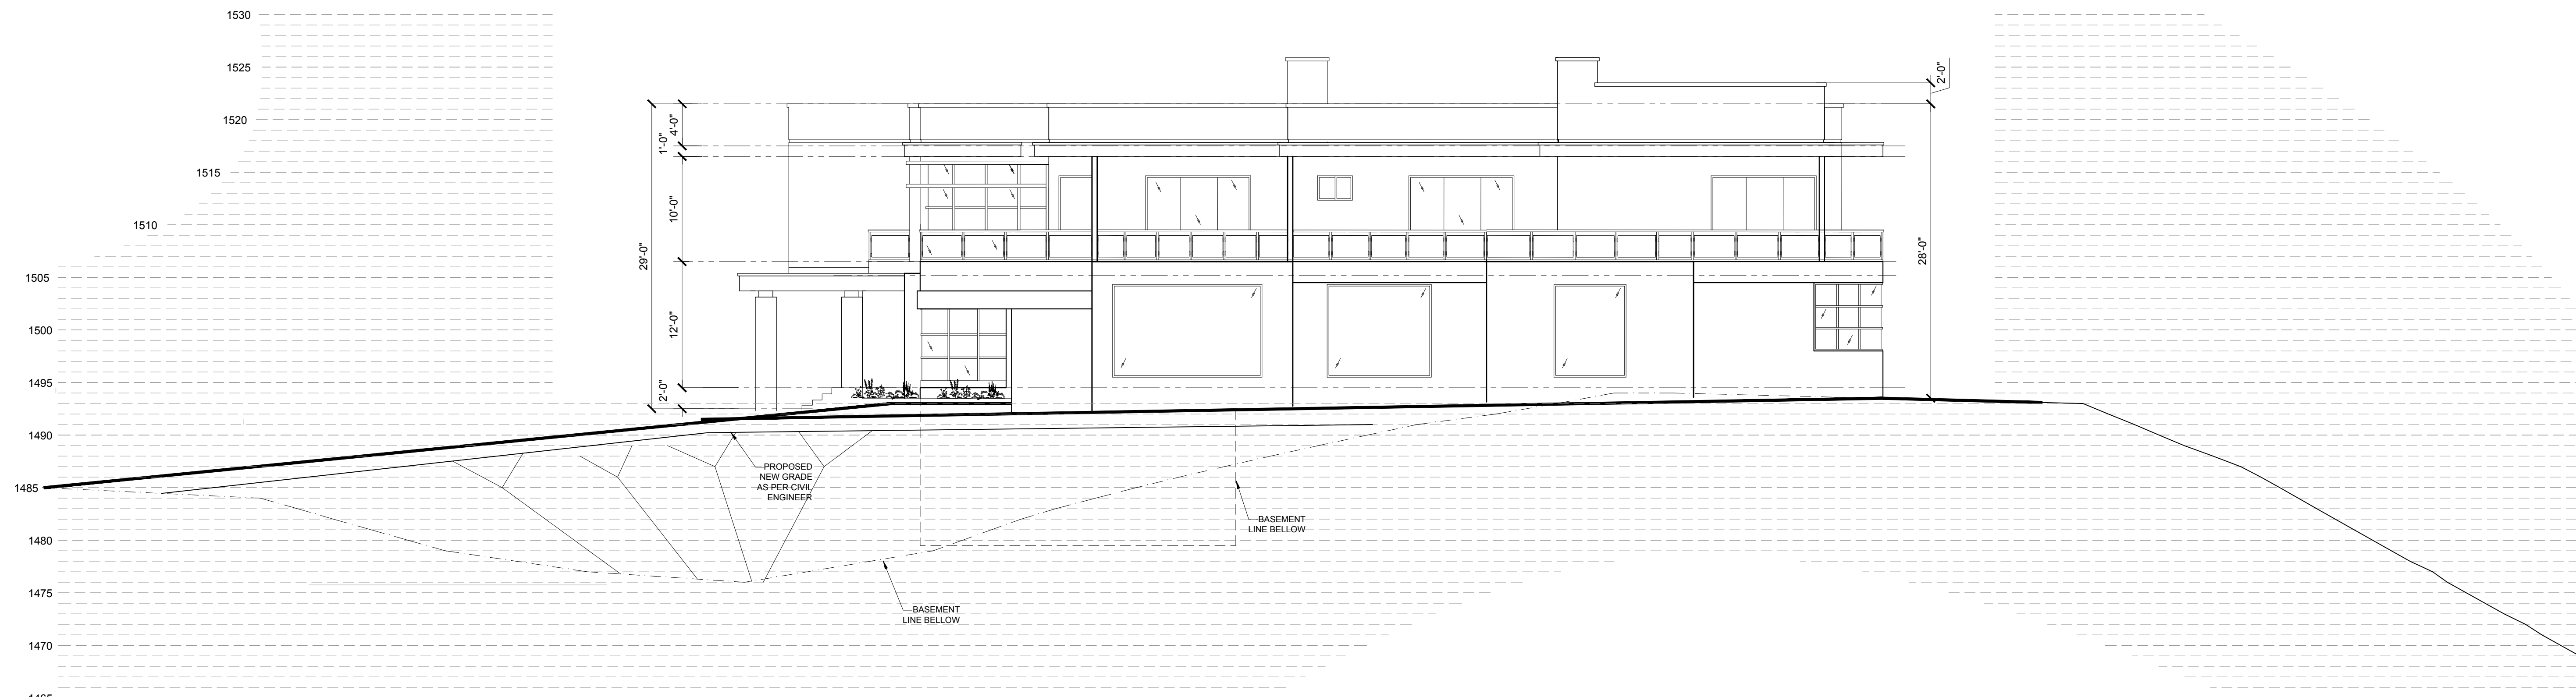 1530
1525
1520
1515
1510
1505
1500
1495
1490
1485
1480
1475
1470
1465
29'-0"
1'-0"
4'-0"
10'-0"
12'-0"
2'-0"
2'-0"
28'-0"
PROPOSED
NEW GRADE
AS PER CIVIL
ENGINEER
BASEMENT
LINE BELLOW
BASEMENT
LINE BELLOW